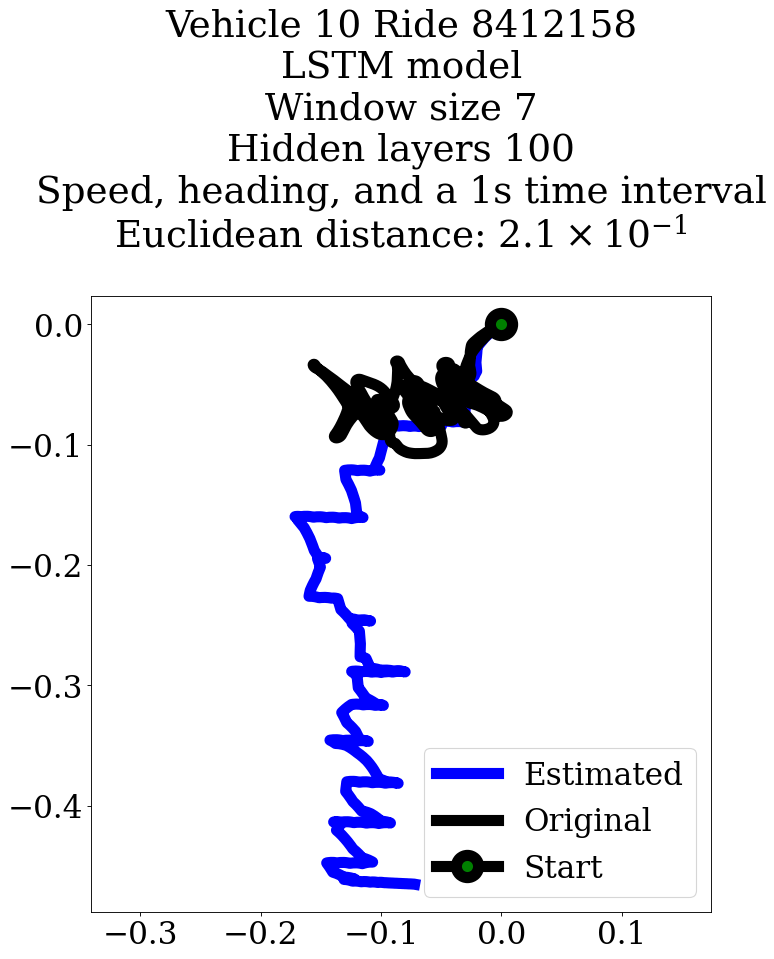 Vehicle 10 Ride 8412158
LSTM model
Window size 7
Hidden layers 100
Speed, heading, and a 1s time interval
Euclidean distance: $2.1 \times 10^{-1}$
0.0
−0.1
−0.2
−0.3
−0.4
Estimated
Original
Start
−0.3 −0.2 −0.1 0.0 0.1